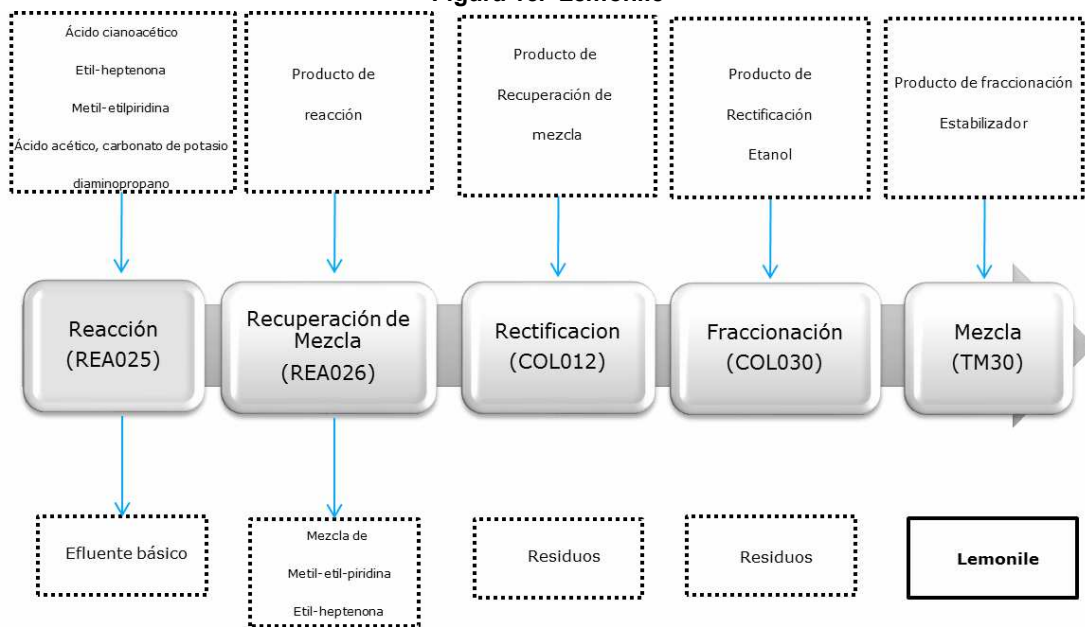 Figura 15. Lemonile
Ácido cianoacético
Etil-heptenona
Metil-etilpiridina
Ácido acético, carbonato de potasio
diaminopropano
Producto de
reacción
Producto de
Recuperación de
mezcla
Producto de
Rectificación
Etanol
Producto de fraccionación
Estabilizador
Reacción
(REA025)
Recuperación de
Mezcla
(REA026)
Rectificacion
(COL012)
Fraccionación
(COL030)
Mezcla
(TM30)
Efluente básico
Mezcla de
Metil-etil-piridina
Etil-heptenona
Residuos
Residuos
Lemonile